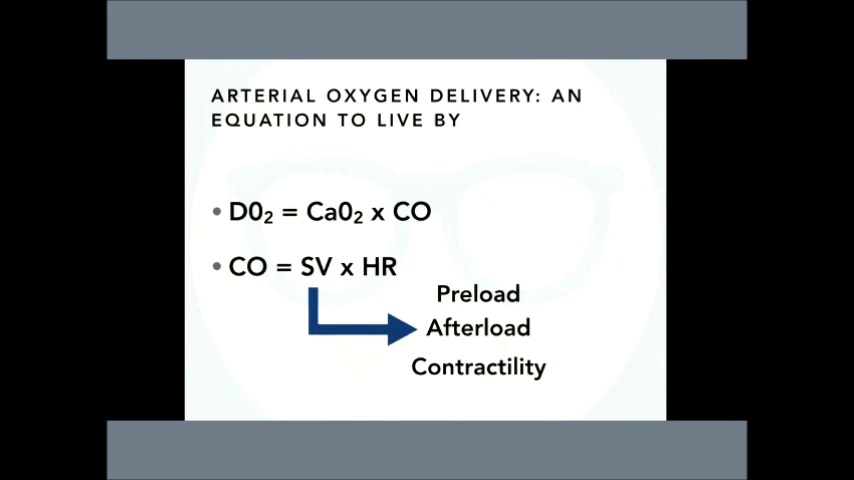 ARTERIAL OXYGEN DELIVERY: AN
EQUATION TO LIVE BY
• D0₂ = Ca0₂ x CO
• CO = SV x HR
Preload
Afterload
Contractility